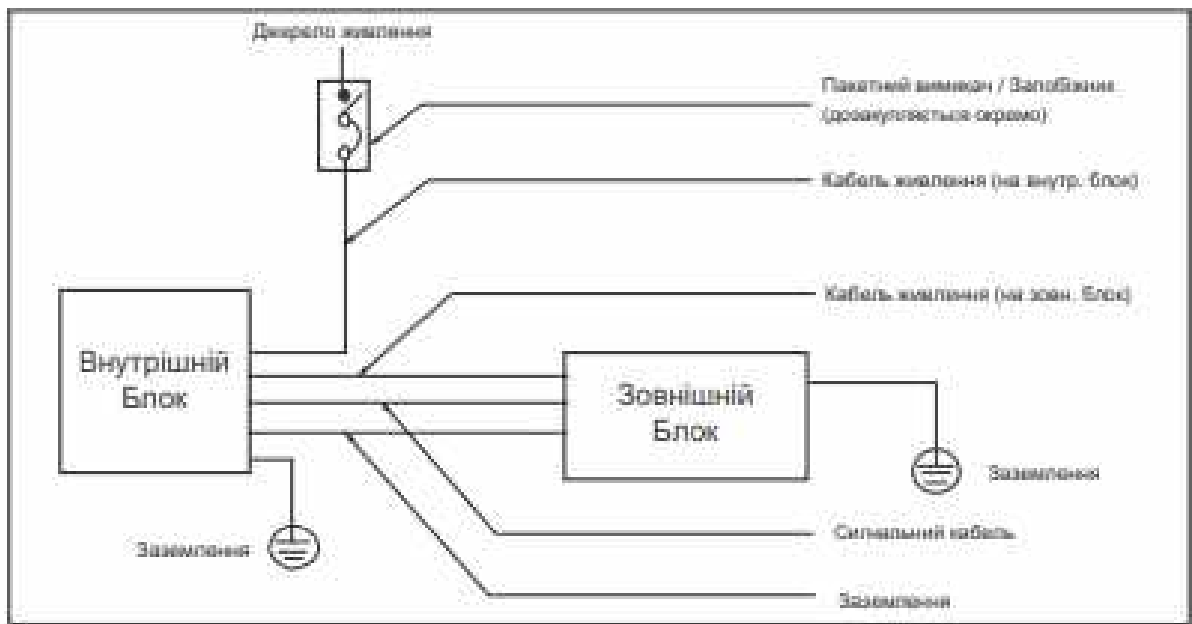 Джерело живлення
Пакетний вимикач / Запобіжник
(дозакупляється окремо)
Кабель живлення (на внутр. блок)
Кабель живлення (на зовн. блок)
Внутрішній
Блок
Зовнішній
Блок
Заземлення
Сигнальний кабель
Заземлення
Заземлення